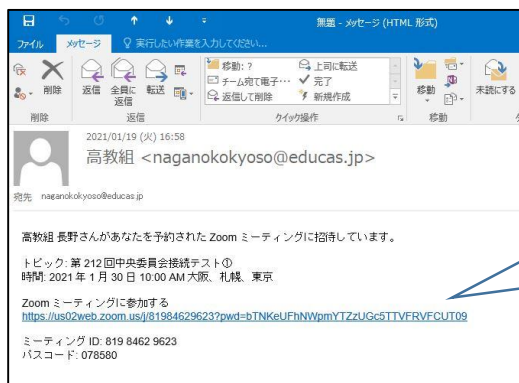 無題 - メッセージ (HTML 形式)
ファイル メッセージ 実行したい作業を入力してください...
移動: ? 上司に転送
チーム宛て電子… 完了
返信して削除 新規作成
削除 返信 全員に返信 転送 移動 未読にする
削除 返信 クイック操作 移動
2021/01/19 (火) 16:58
高教組 <naganokokyoso@educas.jp>
宛先 naganokokyoso@educas.jp
高教組 長野さんがあなたを予約された Zoom ミーティングに招待しています。
トピック: 第 212 回中央委員会接続テスト①
時間: 2021 年 1 月 30 日 10:00 AM 大阪、札幌、東京
Zoom ミーティングに参加する
https://us02web.zoom.us/j/81984629623?pwd=bTNKeUFhNWpmYTZzUGc5TTVFRVFCUT09
ミーティング ID: 819 8462 9623
パスコード: 078580